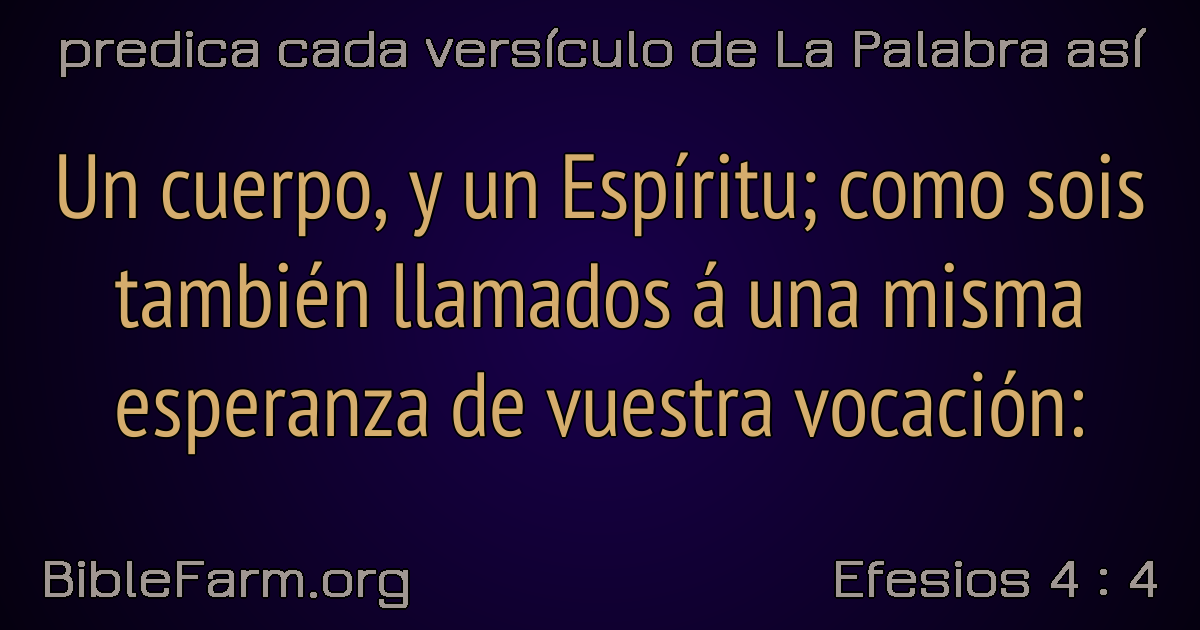 predica cada versículo de La Palabra así
Un cuerpo, y un Espíritu; como sois
también llamados á una misma
esperanza de vuestra vocación:
BibleFarm.org
Efesios 4 : 4